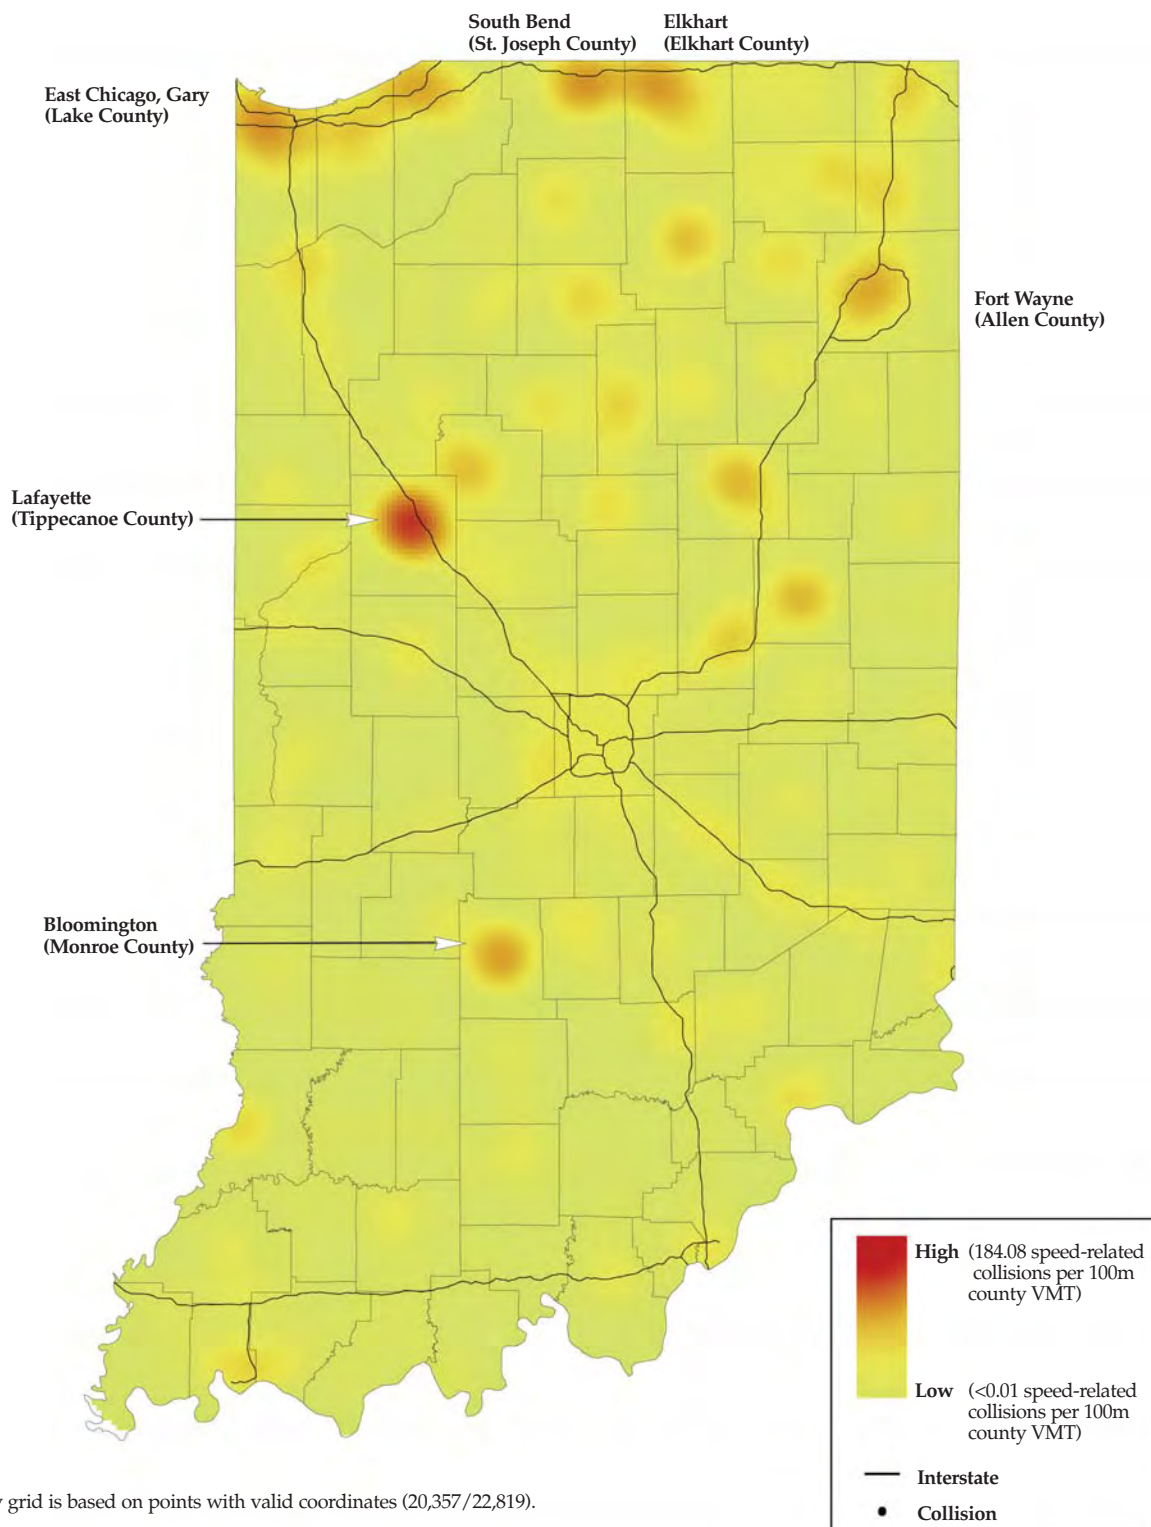 South Bend
(St. Joseph County)
Elkhart
(Elkhart County)
East Chicago, Gary
(Lake County)
Fort Wayne
(Allen County)
Lafayette
(Tippecanoe County)
Bloomington
(Monroe County)
High (184.08 speed-related
collisions per 100m
county VMT)
Low (<0.01 speed-related
collisions per 100m
county VMT)
Interstate
Collision
grid is based on points with valid coordinates (20,357/22,819).